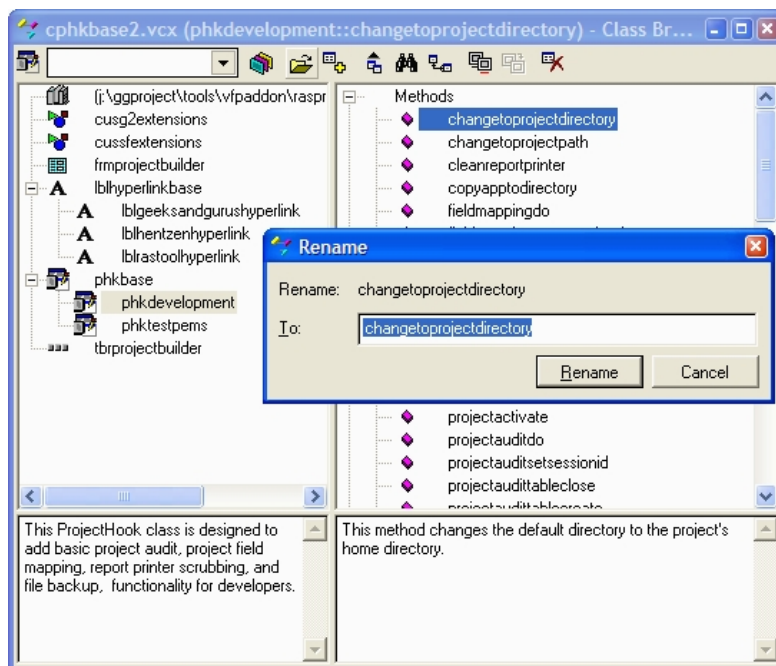 cphkbase2.vcx (phkdevelopment::changetoprojectdirectory) - Class Br...
(j:\ggproject\tools\vfpaddon\raspr
cusg2extensions
cussfextensions
frmprojectbuilder
lblhyperlinkbase
lblgeeksandgurushyperlink
lblhentzenhyperlink
lblrastoolhyperlink
phkbase
phkdevelopment
phktestpems
tbrprojectbuilder
Methods
changetoprojectdirectory
changetoprojectpath
cleanreportprinter
copyapptodirectory
fieldmappingdo
Rename
Rename: changetoprojectdirectory
To: changetoprojectdirectory
Rename Cancel
projectactivate
projectauditdo
projectauditsetsessionid
projectaudittableclose
projectaudittablecreate
This ProjectHook class is designed to
add basic project audit, project field
mapping, report printer scrubbing, and
file backup, functionality for developers.
This method changes the default directory to the project's
home directory.